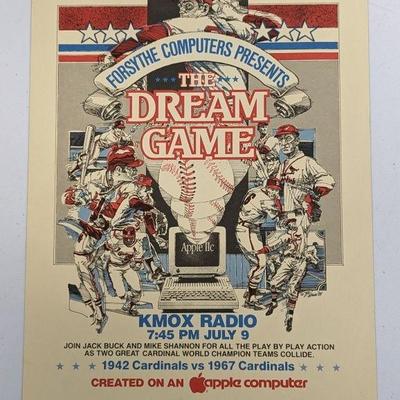 FORSYTHE COMPUTERS PRESENTS
THE
DREAM
GAME
Apple IIc
KMOX RADIO
7:45 PM JULY 9
JOIN JACK BUCK AND MIKE SHANNON FOR ALL THE PLAY BY PLAY ACTION
AS TWO GREAT CARDINAL WORLD CHAMPION TEAMS COLLIDE.
1942 Cardinals vs 1967 Cardinals
CREATED ON AN apple computer